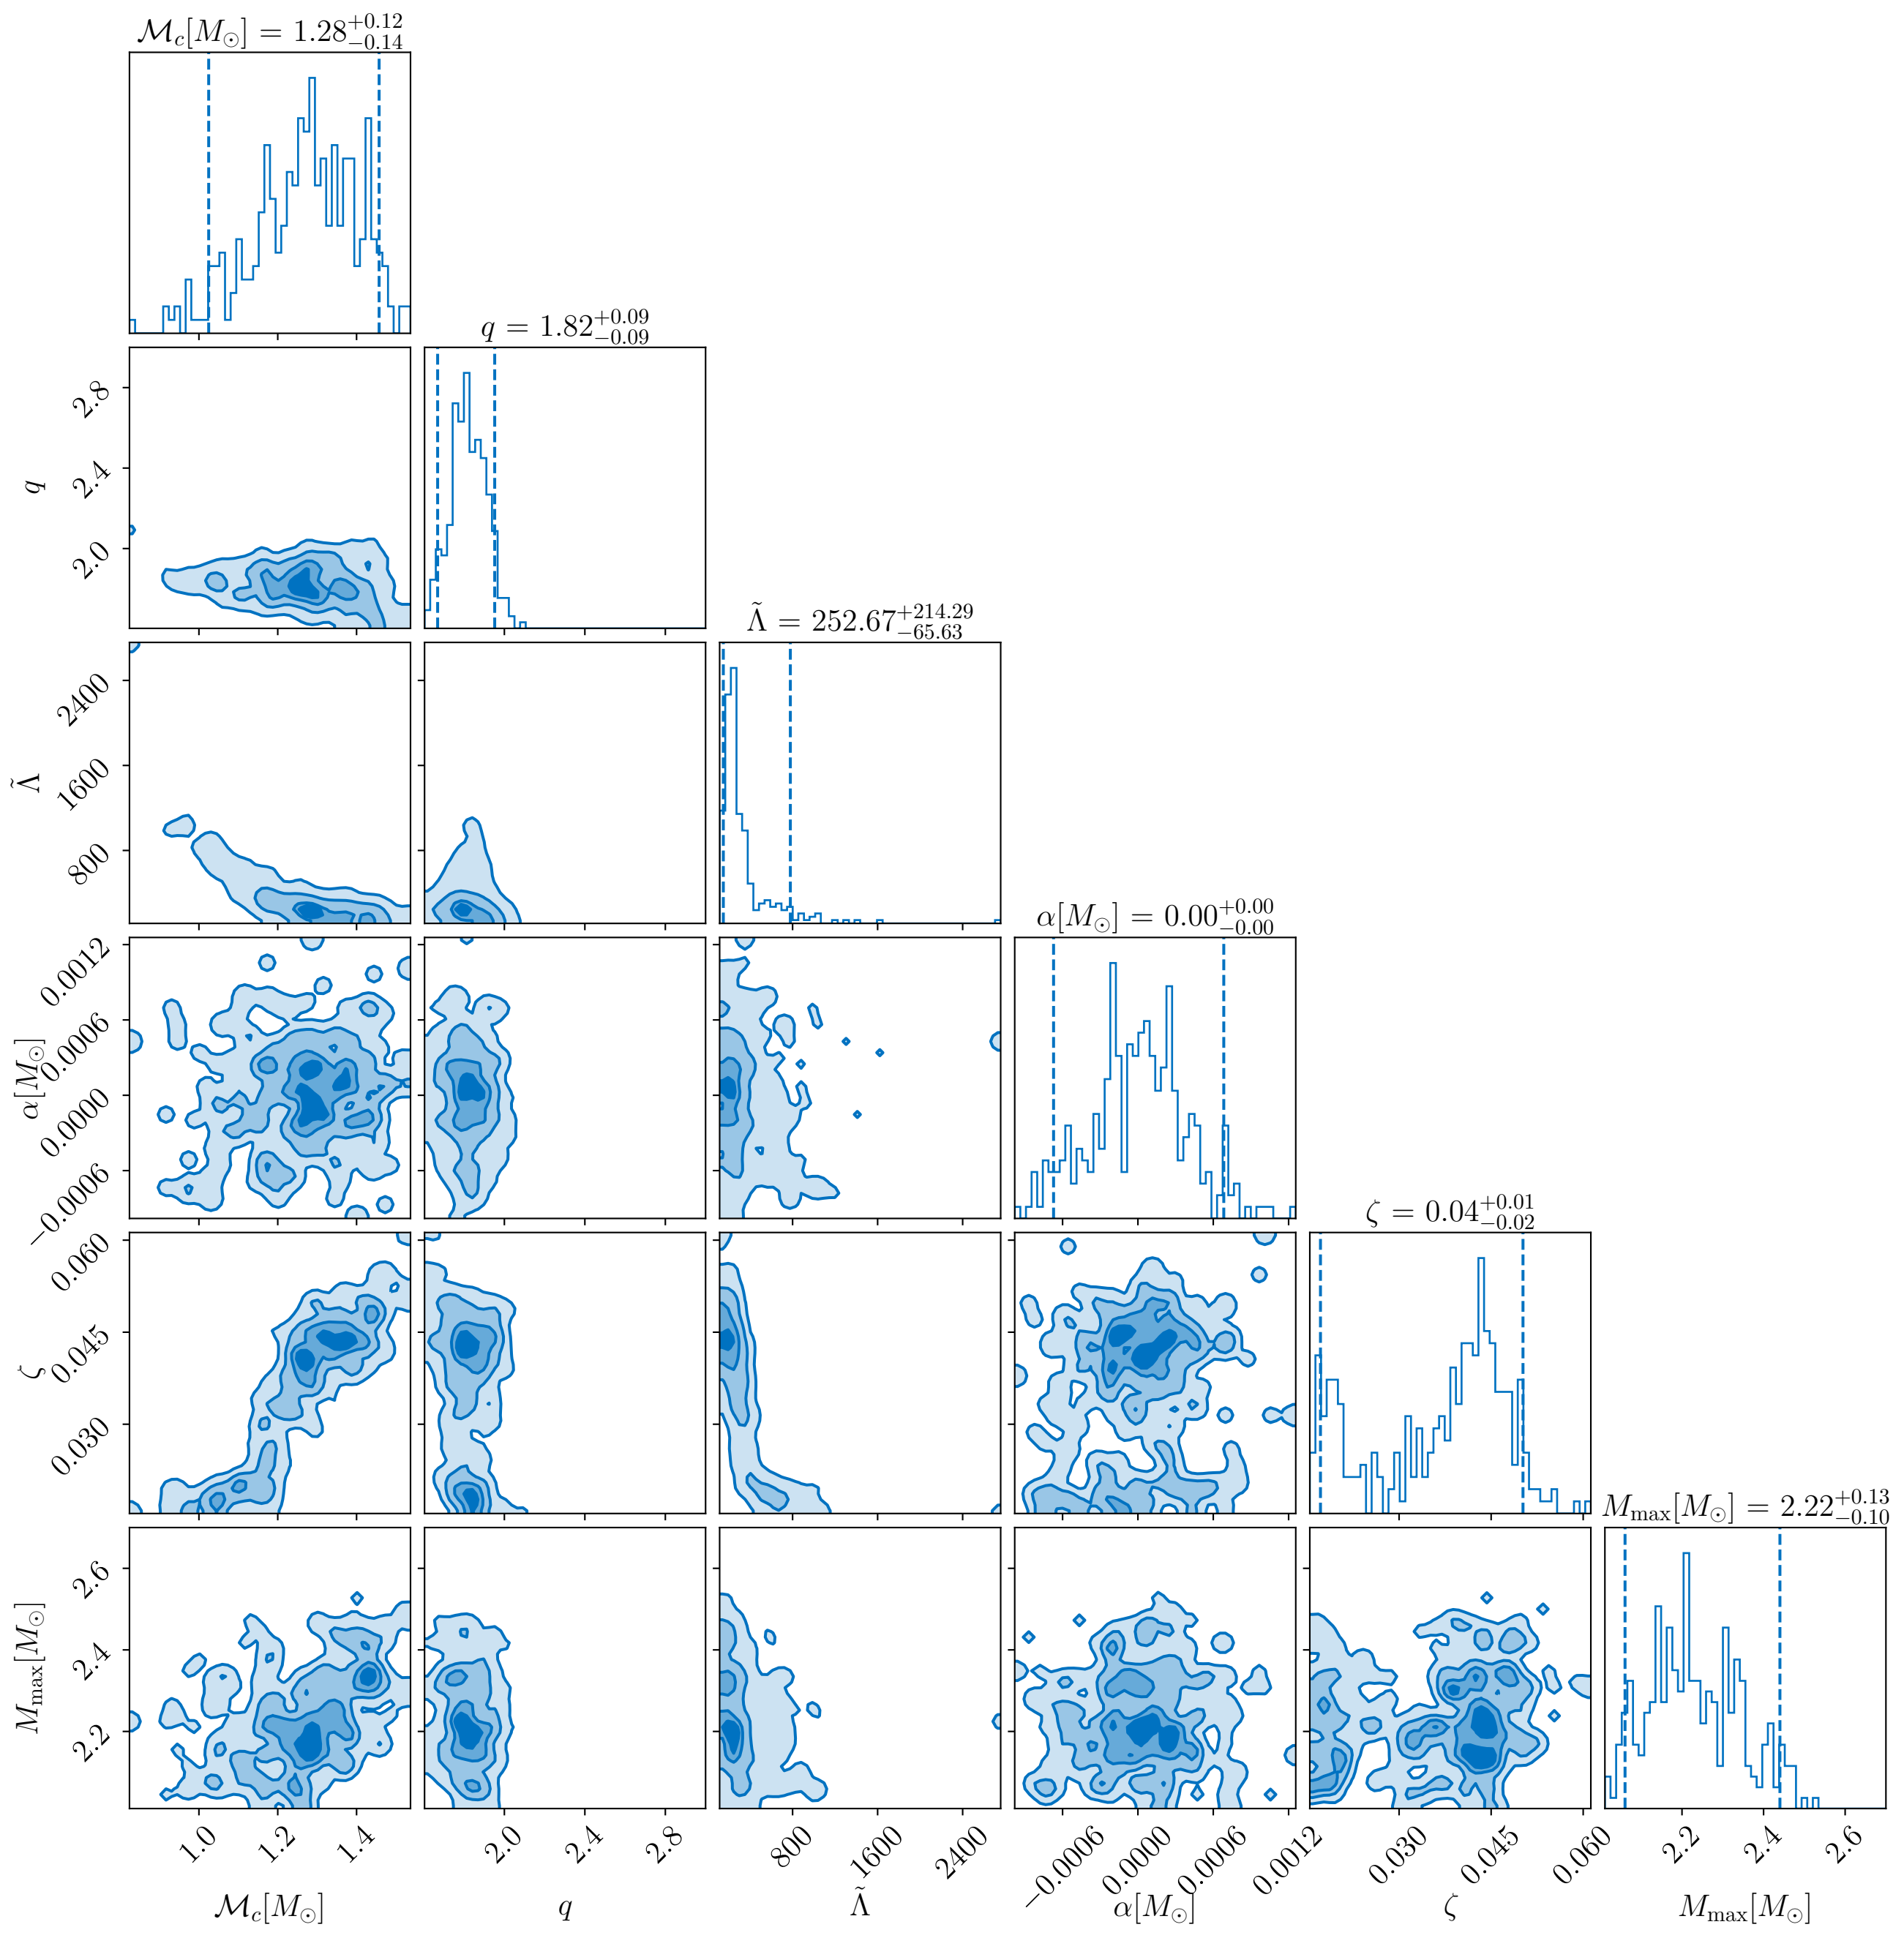 ℳ_c[M_⊙] = 1.28^{+0.12}_{-0.14}
q = 1.82^{+0.09}_{-0.09}
2.8
2.4
2.0
q
Λ̃ = 252.67^{+214.29}_{-65.63}
2400
1600
800
Λ̃
α[M_⊙] = 0.00^{+0.00}_{-0.00}
0.0012
0.0006
0.0000
−0.0006
α[M_⊙]
ζ = 0.04^{+0.01}_{-0.02}
0.060
0.045
0.030
ζ
M_max[M_⊙] = 2.22^{+0.13}_{-0.10}
2.6
2.4
2.2
M_max[M_⊙]
1.0 1.2 1.4 2.0 2.4 2.8 800 1600 2400 −0.0006 0.0000 0.0006 0.0012 0.030 0.045 0.060 2.2 2.4 2.6
ℳ_c[M_⊙] q Λ̃ α[M_⊙] ζ M_max[M_⊙]